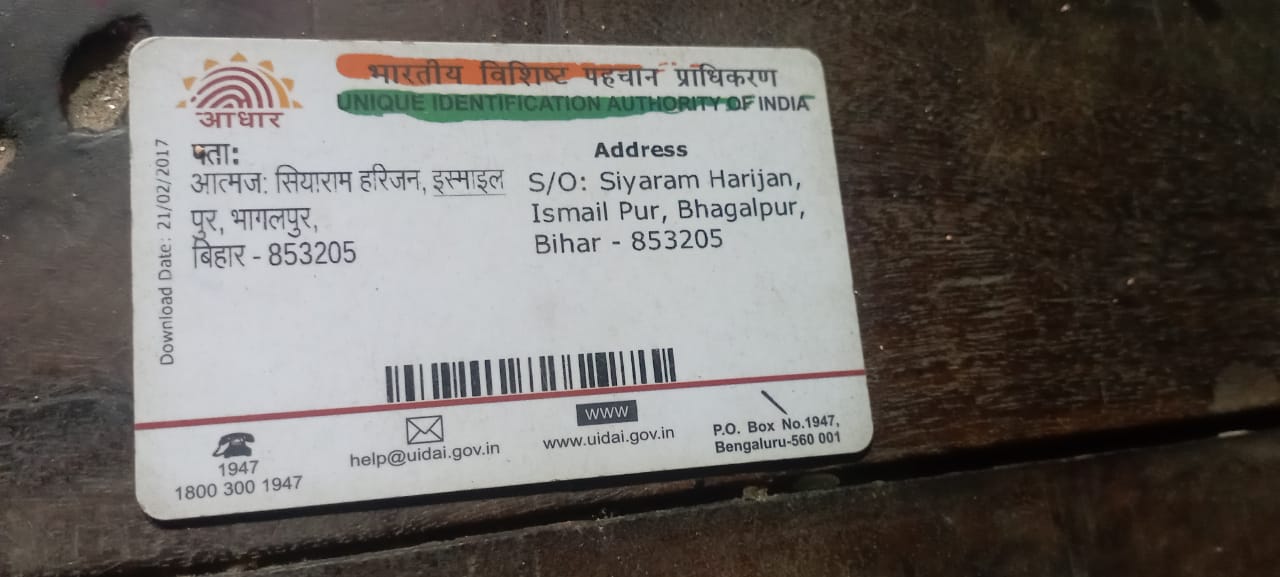 भारतीय विशिष्ट पहचान प्राधिकरण
UNIQUE IDENTIFICATION AUTHORITY OF INDIA
आधार
Download Date: 21/02/2017
पता:
आत्मज: सियाराम हरिजन, इस्माइल
पुर, भागलपुर,
बिहार - 853205
Address
S/O: Siyaram Harijan,
Ismail Pur, Bhagalpur,
Bihar - 853205
1947
1800 300 1947
help@uidai.gov.in
www
www.uidai.gov.in
P.O. Box No.1947,
Bengaluru-560 001